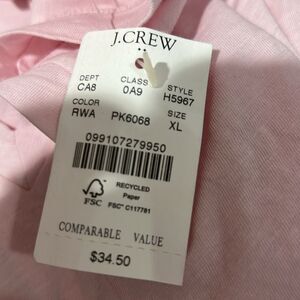 J.CREW
DEPT CLASS STYLE
CA8 0A9 H5967
COLOR SIZE
RWA PK6068 XL
099107279950
FSC
RECYCLED
Paper
FSC® C117781
COMPARABLE VALUE
$34.50